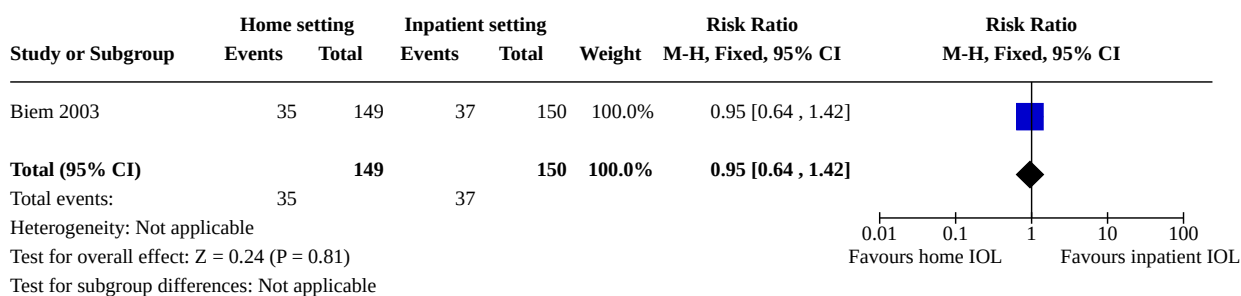 Home setting Inpatient setting Risk Ratio Risk Ratio
Study or Subgroup Events Total Events Total Weight M-H, Fixed, 95% CI M-H, Fixed, 95% CI
Biem 2003 35 149 37 150 100.0% 0.95 [0.64 , 1.42]
Total (95% CI) 149 150 100.0% 0.95 [0.64 , 1.42]
Total events: 35 37
Heterogeneity: Not applicable
Test for overall effect: Z = 0.24 (P = 0.81)
Test for subgroup differences: Not applicable
0.01 0.1 1 10 100
Favours home IOL Favours inpatient IOL